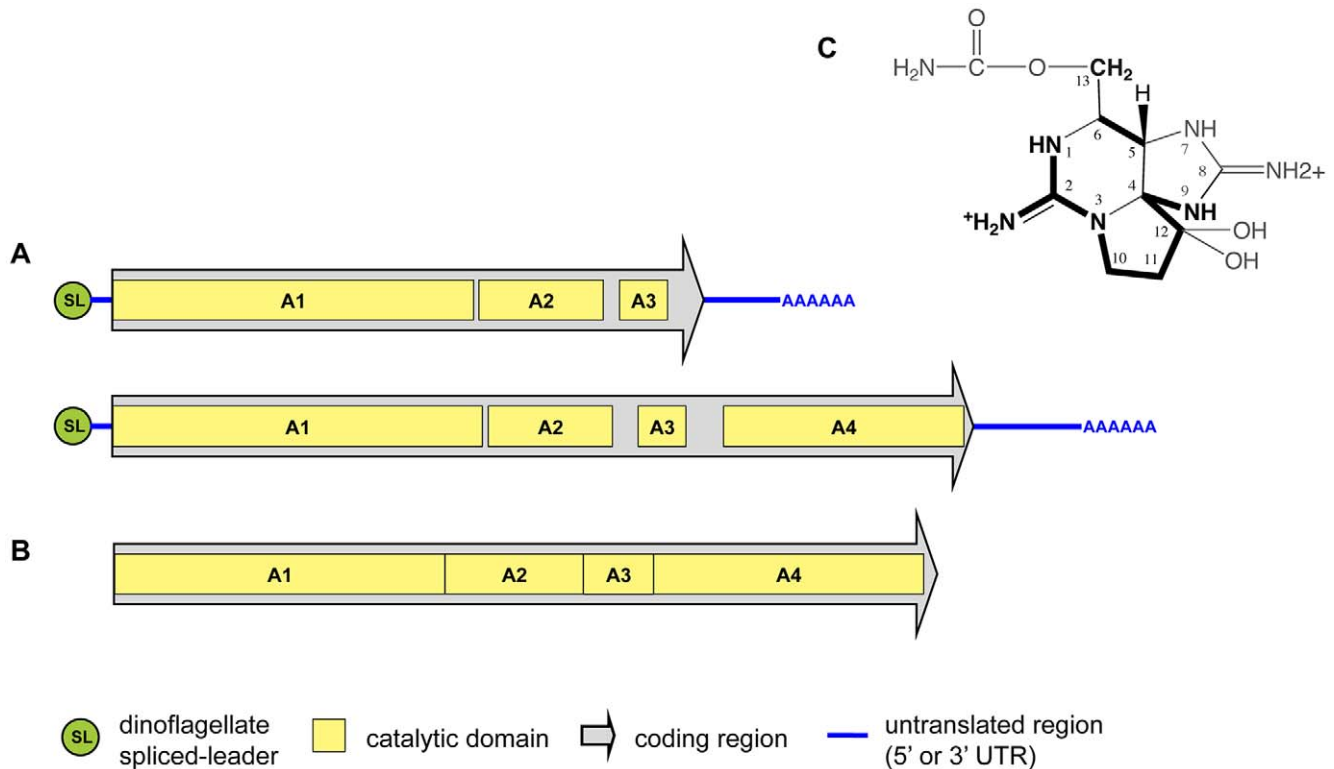 C
O
H₂N C O CH₂
13
H
6
HN 1 5 7 NH
2 4 8 NH2+
3 9
⁺H₂N N NH
12 OH
10 11 OH
A
SL A1 A2 A3 AAAAAA
SL A1 A2 A3 A4 AAAAAA
B
A1 A2 A3 A4
SL dinoflagellate
spliced-leader
catalytic domain
coding region
untranslated region
(5’ or 3’ UTR)